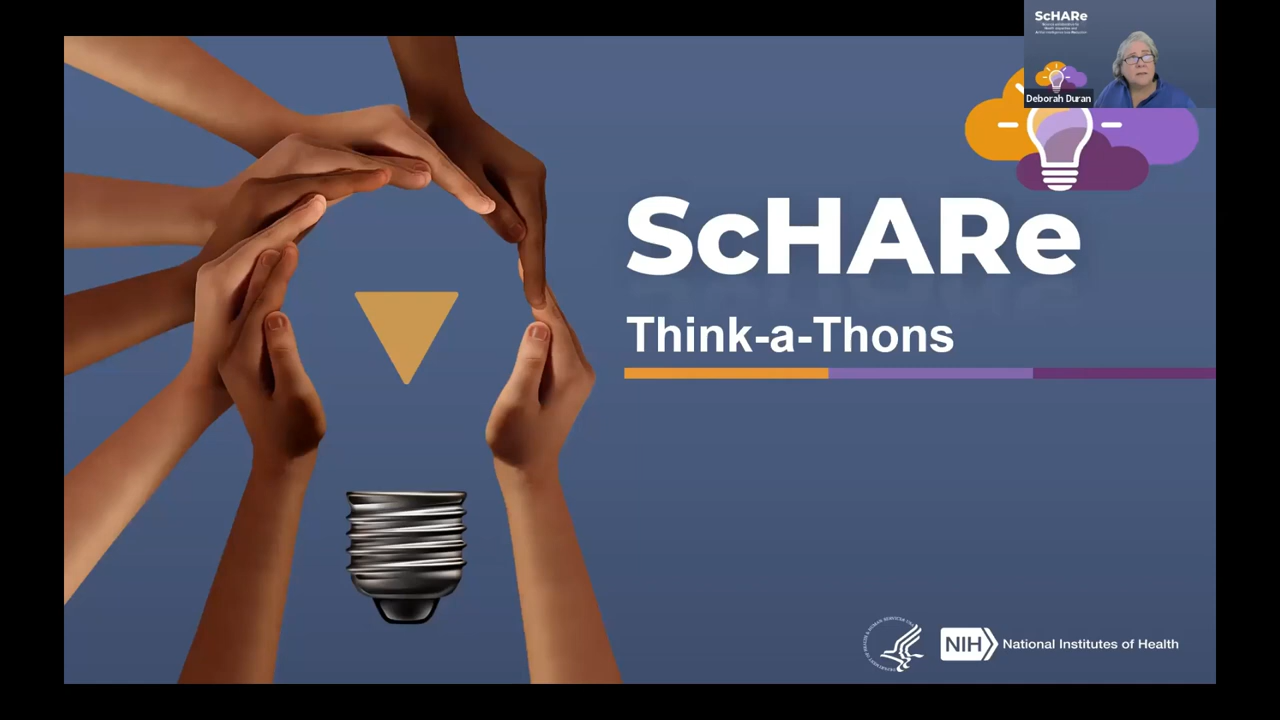 ScHARe
Deborah Duran
ScHARe
Think-a-Thons
NIH
National Institutes of Health